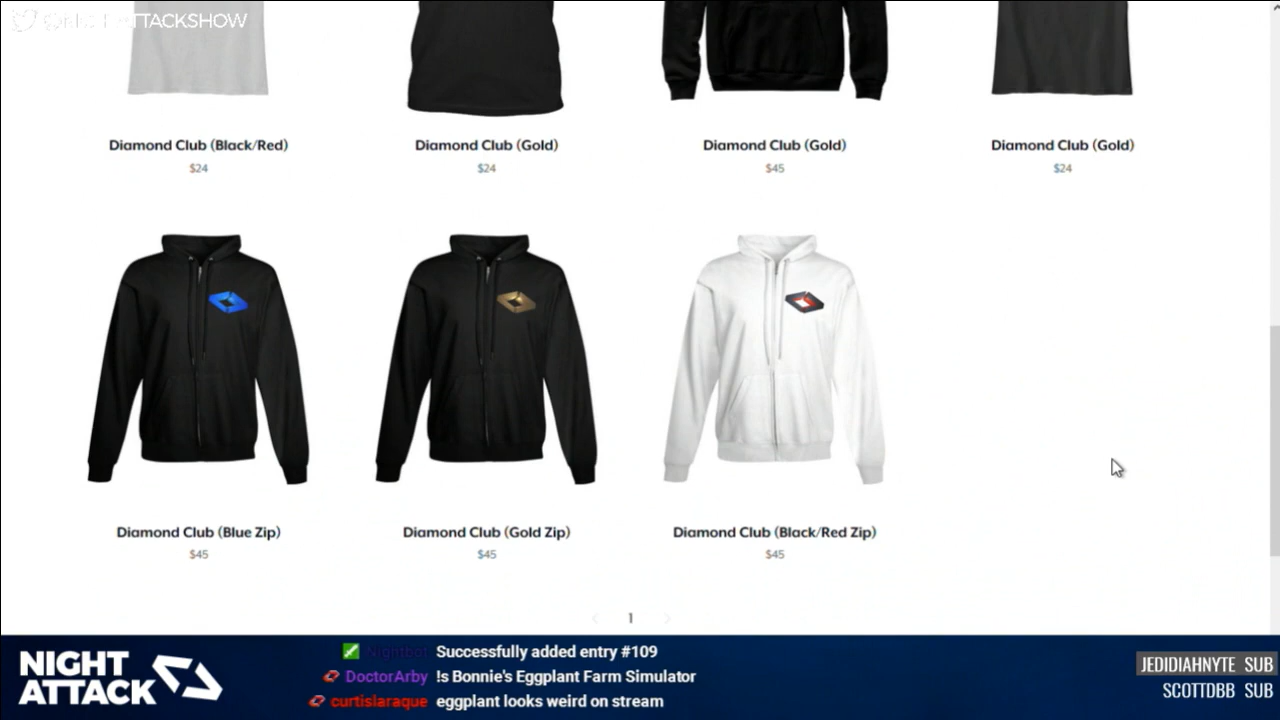 @NIGHTATTACKSHOW
Diamond Club (Black/Red)
$24
Diamond Club (Gold)
$24
Diamond Club (Gold)
$45
Diamond Club (Gold)
$24
Diamond Club (Blue Zip)
$45
Diamond Club (Gold Zip)
$45
Diamond Club (Black/Red Zip)
$45
1
NIGHT
ATTACK
Nightbot Successfully added entry #109
DoctorArby !s Bonnie's Eggplant Farm Simulator
curtislaraque eggplant looks weird on stream
JEDIDIAHNYTE SUB
SCOTTDBB SUB